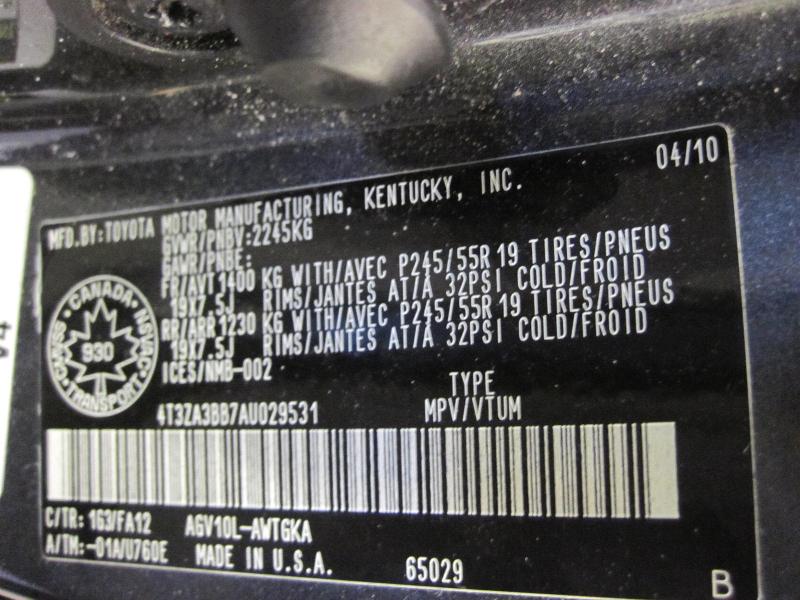 04/10
MFD.BY:TOYOTA MOTOR MANUFACTURING, KENTUCKY, INC.
GVWR/PNBV:2245KG
GAWR/PNBE:
FR/AVT 1400 KG WITH/AVEC P245/55R 19 TIRES/PNEUS
19X7.5J RIMS/JANTES AT/À 32PSI COLD/FROID
RR/ARR 1230 KG WITH/AVEC P245/55R 19 TIRES/PNEUS
19X7.5J RIMS/JANTES AT/À 32PSI COLD/FROID
ICES/NMB-002
CANADA
CMVSS NSVAC
930
TRANSPORT
TYPE
4T3ZA3BB7AU029531 MPV/VTUM
C/TR: 1G3/FA12 AGV10L-AWTGKA
A/TM:-01A/U760E MADE IN U.S.A. 65029
B